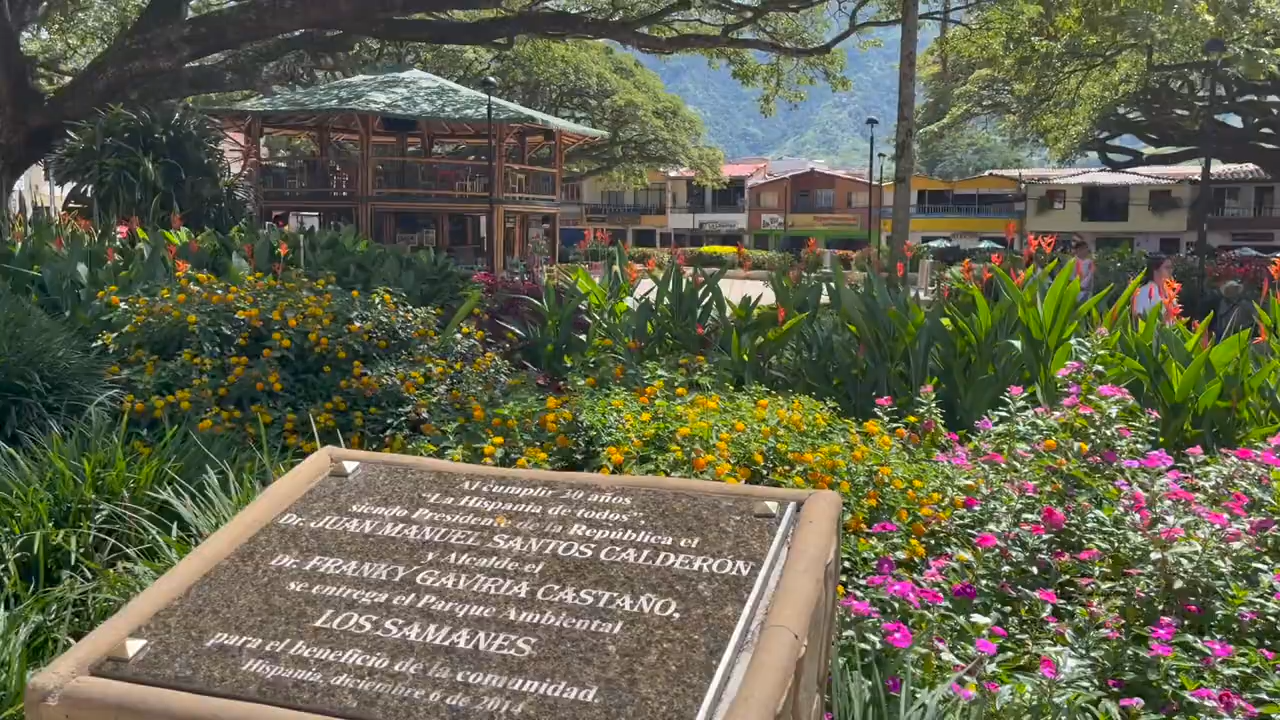 Al cumplir 20 años
"La Hispania de todos",
siendo Presidente de la República el
Dr. JUAN MANUEL SANTOS CALDERÓN
y Alcalde el
Dr. FRANKY GAVIRIA CASTAÑO,
se entrega el Parque Ambiental
LOS SAMANES
para el beneficio de la comunidad.
Hispania, diciembre 6 de 2014